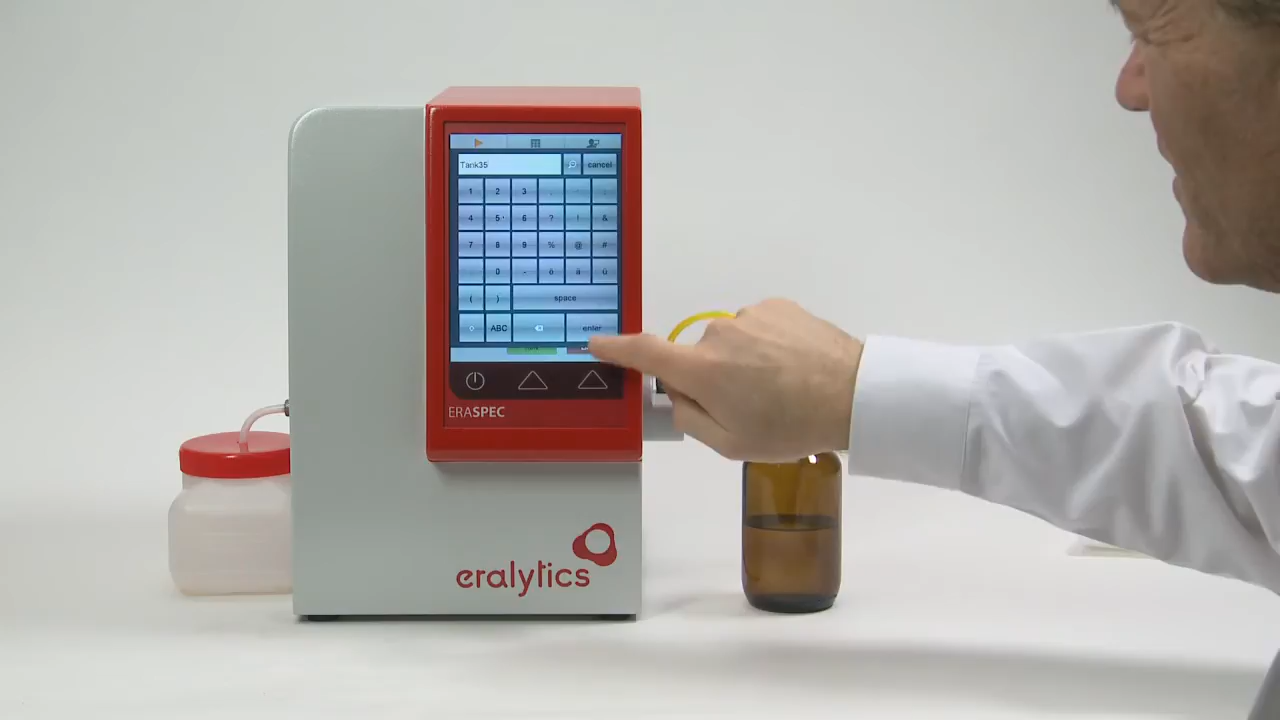 Tank35 cancel
1 2 3
4 5 6 ? ! &
7 8 9 % @ #
0 - ö ä ü
( ) space
ABC enter
ERASPEC
eralytics